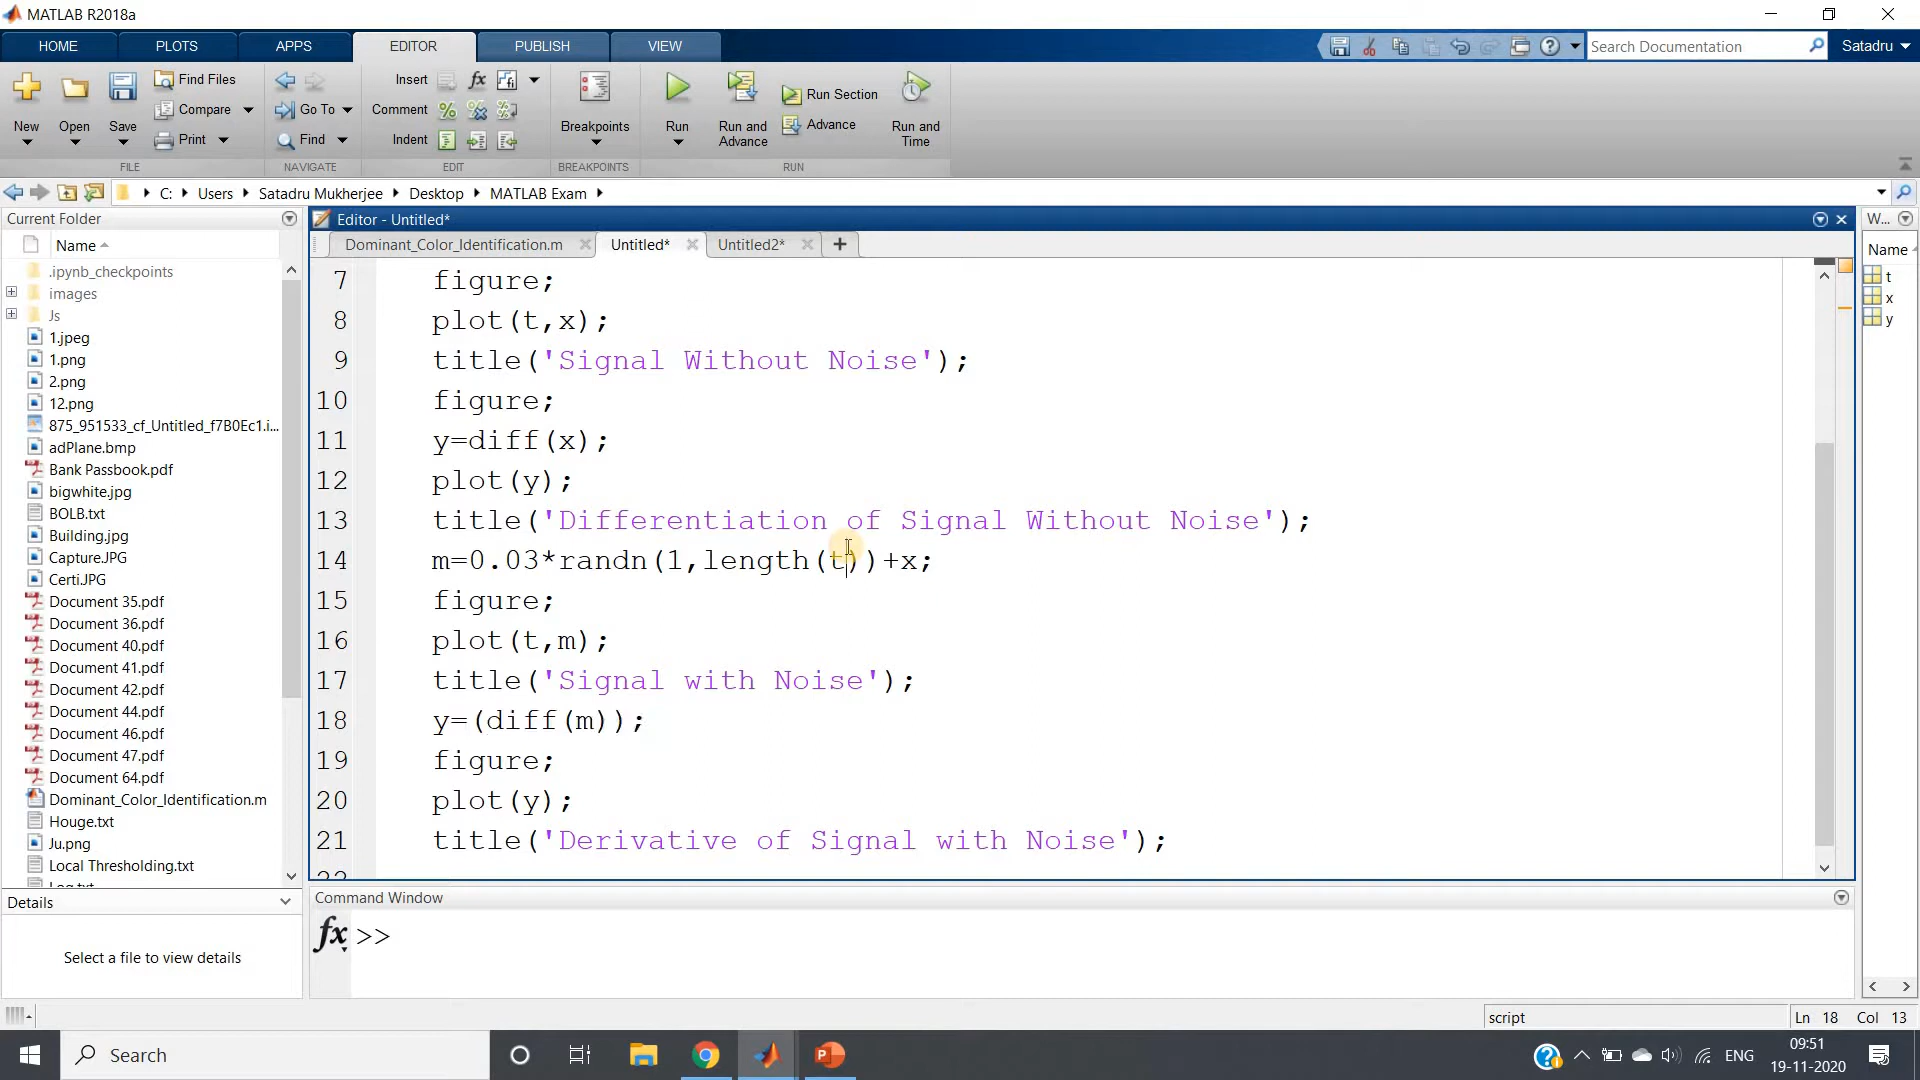 MATLAB R2018a
HOME PLOTS APPS EDITOR PUBLISH VIEW
Search Documentation
Satadru
New
Open
Save
Find Files
Compare
Print
FILE
Go To
Find
NAVIGATE
Insert
Comment
Indent
fx
EDIT
Breakpoints
BREAKPOINTS
Run
Run and Advance
Run Section
Advance
Run and Time
RUN
C: Users Satadru Mukherjee Desktop MATLAB Exam
Current Folder
Name
.ipynb_checkpoints
images
Js
1.jpeg
1.png
2.png
12.png
875_951533_cf_Untitled_f7B0Ec1.i...
adPlane.bmp
Bank Passbook.pdf
bigwhite.jpg
BOLB.txt
Building.jpg
Capture.JPG
Certi.JPG
Document 35.pdf
Document 36.pdf
Document 40.pdf
Document 41.pdf
Document 42.pdf
Document 44.pdf
Document 46.pdf
Document 47.pdf
Document 64.pdf
Dominant_Color_Identification.m
Houge.txt
Ju.png
Local Thresholding.txt
Details
Select a file to view details
Editor - Untitled*
Dominant_Color_Identification.m Untitled* Untitled2*
7 figure;
8 plot(t,x);
9 title('Signal Without Noise');
10 figure;
11 y=diff(x);
12 plot(y);
13 title('Differentiation of Signal Without Noise');
14 m=0.03*randn(1,length(t))+x;
15 figure;
16 plot(t,m);
17 title('Signal with Noise');
18 y=(diff(m));
19 figure;
20 plot(y);
21 title('Derivative of Signal with Noise');
Command Window
fx >>
W...
Name
t
x
y
script
Ln 18 Col 13
Search
ENG
09:51
19-11-2020